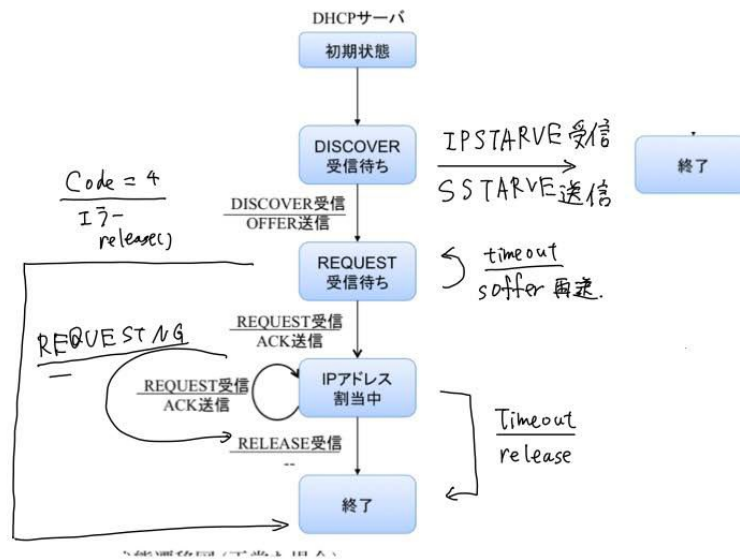 DHCPサーバ
初期状態
DISCOVER
受信待ち
IPSTARVE受信
SSTARVE送信
終了
Code = 4
エラー
release()
DISCOVER受信
OFFER送信
REQUEST
受信待ち
timeout
soffer 再送.
REQUEST受信
ACK送信
REQUEST NG
REQUEST受信
ACK送信
IPアドレス
割当中
Timeout
release
RELEASE受信
--
終了